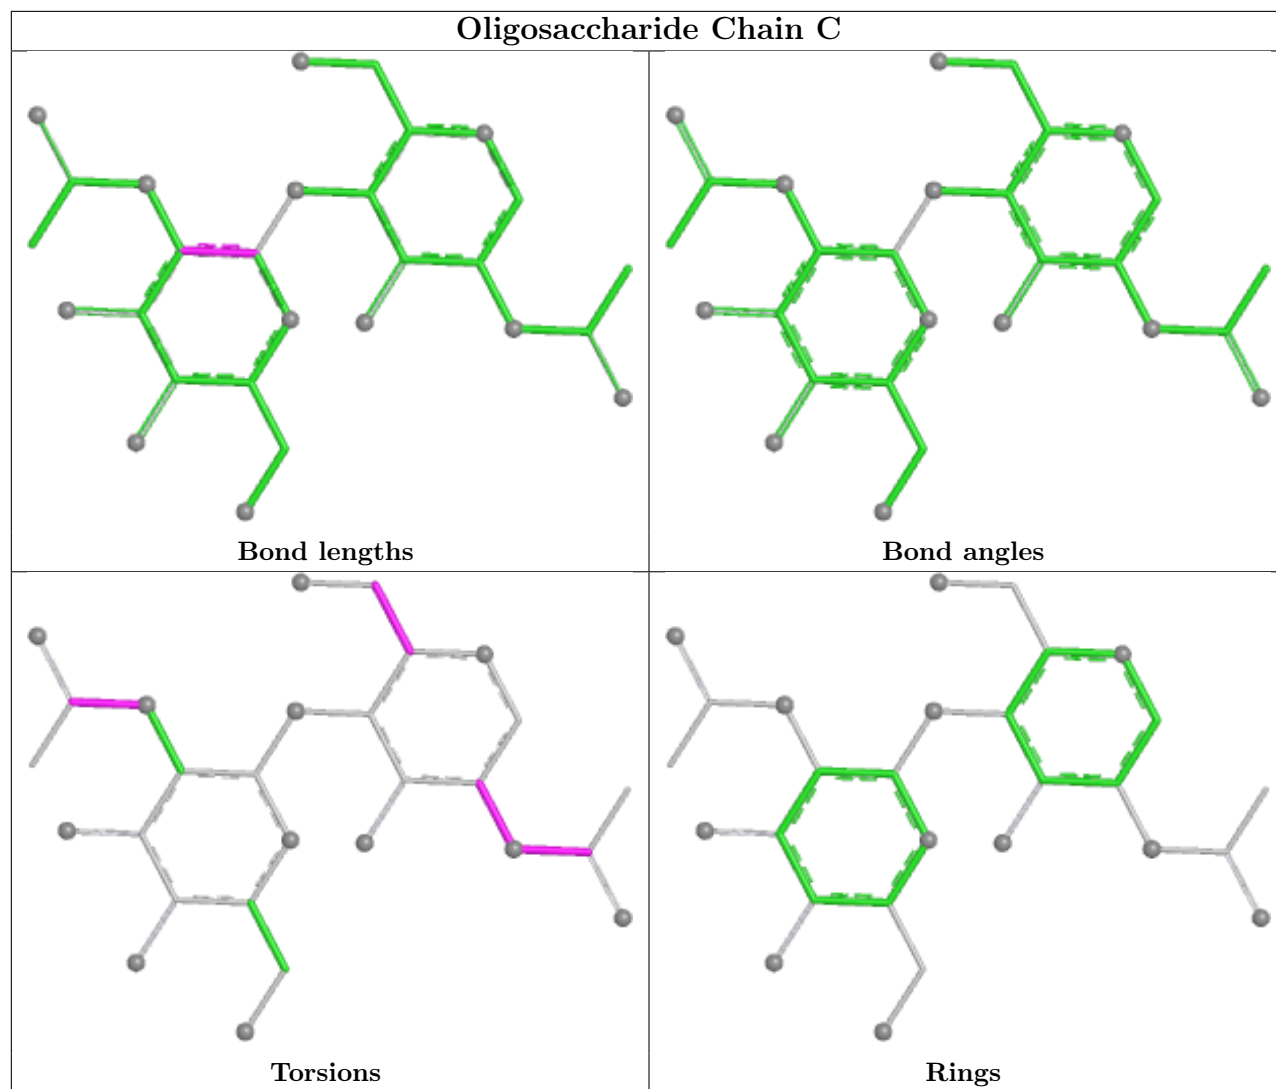 Oligosaccharide Chain C
Bond lengths
Bond angles
Torsions
Rings